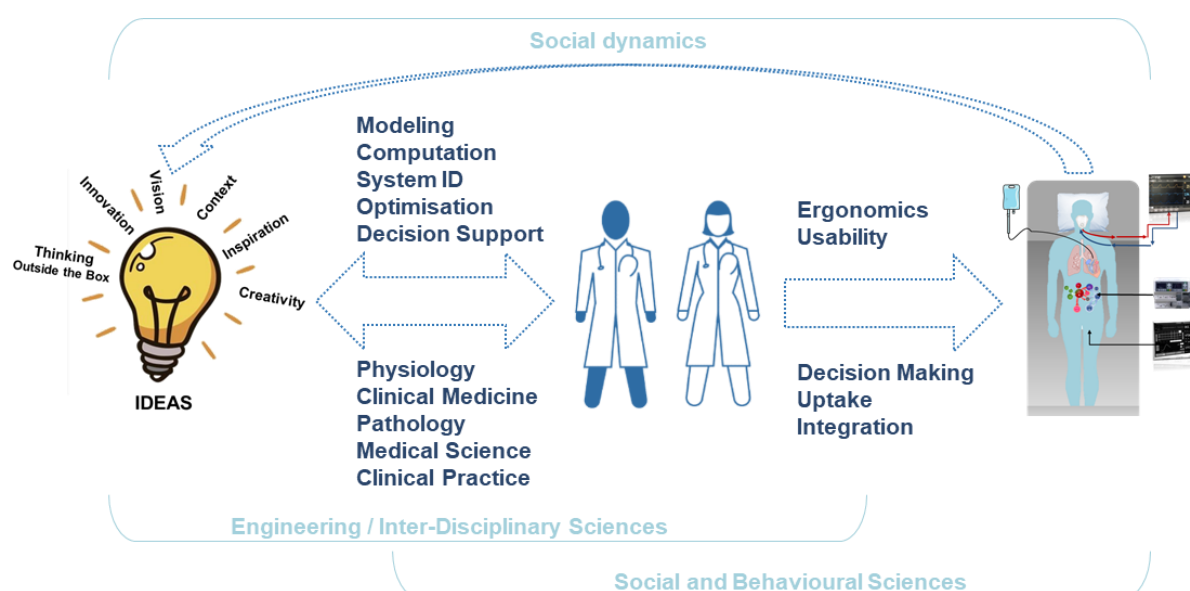 Social dynamics
Modeling
Computation
System ID
Optimisation
Decision Support
Innovation
Vision
Context
Inspiration
Thinking
Outside the Box
Creativity
IDEAS
Physiology
Clinical Medicine
Pathology
Medical Science
Clinical Practice
Ergonomics
Usability
Decision Making
Uptake
Integration
Engineering / Inter-Disciplinary Sciences
Social and Behavioural Sciences